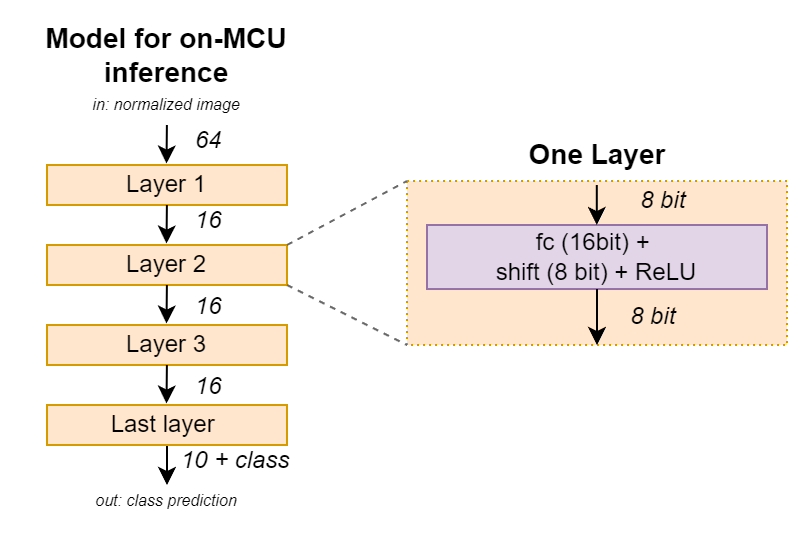 Model for on-MCU
inference
in: normalized image
64
Layer 1
16
Layer 2
16
Layer 3
16
Last layer
10 + class
out: class prediction
One Layer
8 bit
fc (16bit) +
shift (8 bit) + ReLU
8 bit